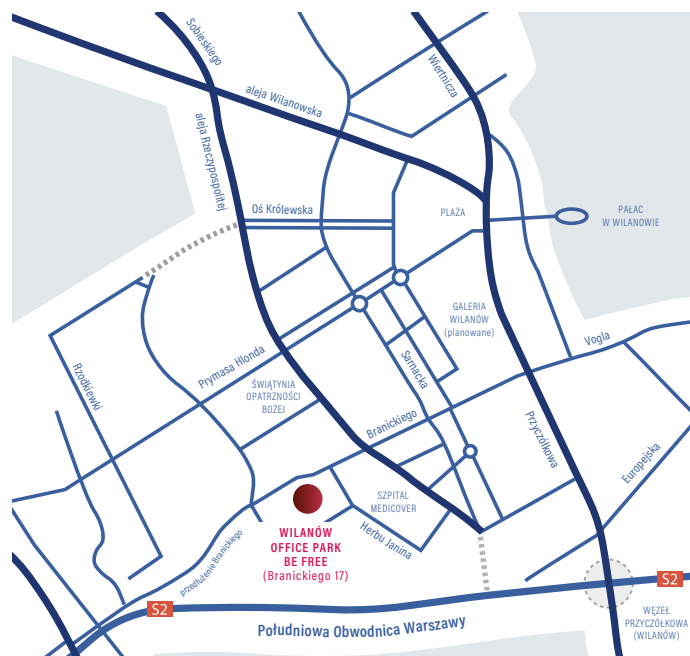 Sobieskiego
Wiertnicza
aleja Wilanowska
aleja Rzeczypospolitej
Oś Królewska
PLAŻA
PAŁAC
W WILANOWIE
GALERIA
WILANÓW
(planowane)
Vogla
Prymasa Hlonda
Sarnacka
Rzodkiewki
ŚWIĄTYNIA
OPATRZNOŚCI
BOŻEJ
Branickiego
Przyczółkowa
Europejska
SZPITAL
MEDICOVER
WILANÓW
OFFICE PARK
BE FREE
(Branickiego 17)
Herbu Janina
przedłużenie Branickiego
S2
S2
Południowa Obwodnica Warszawy
WĘZEŁ
PRZYCZÓŁKOWA
(WILANÓW)